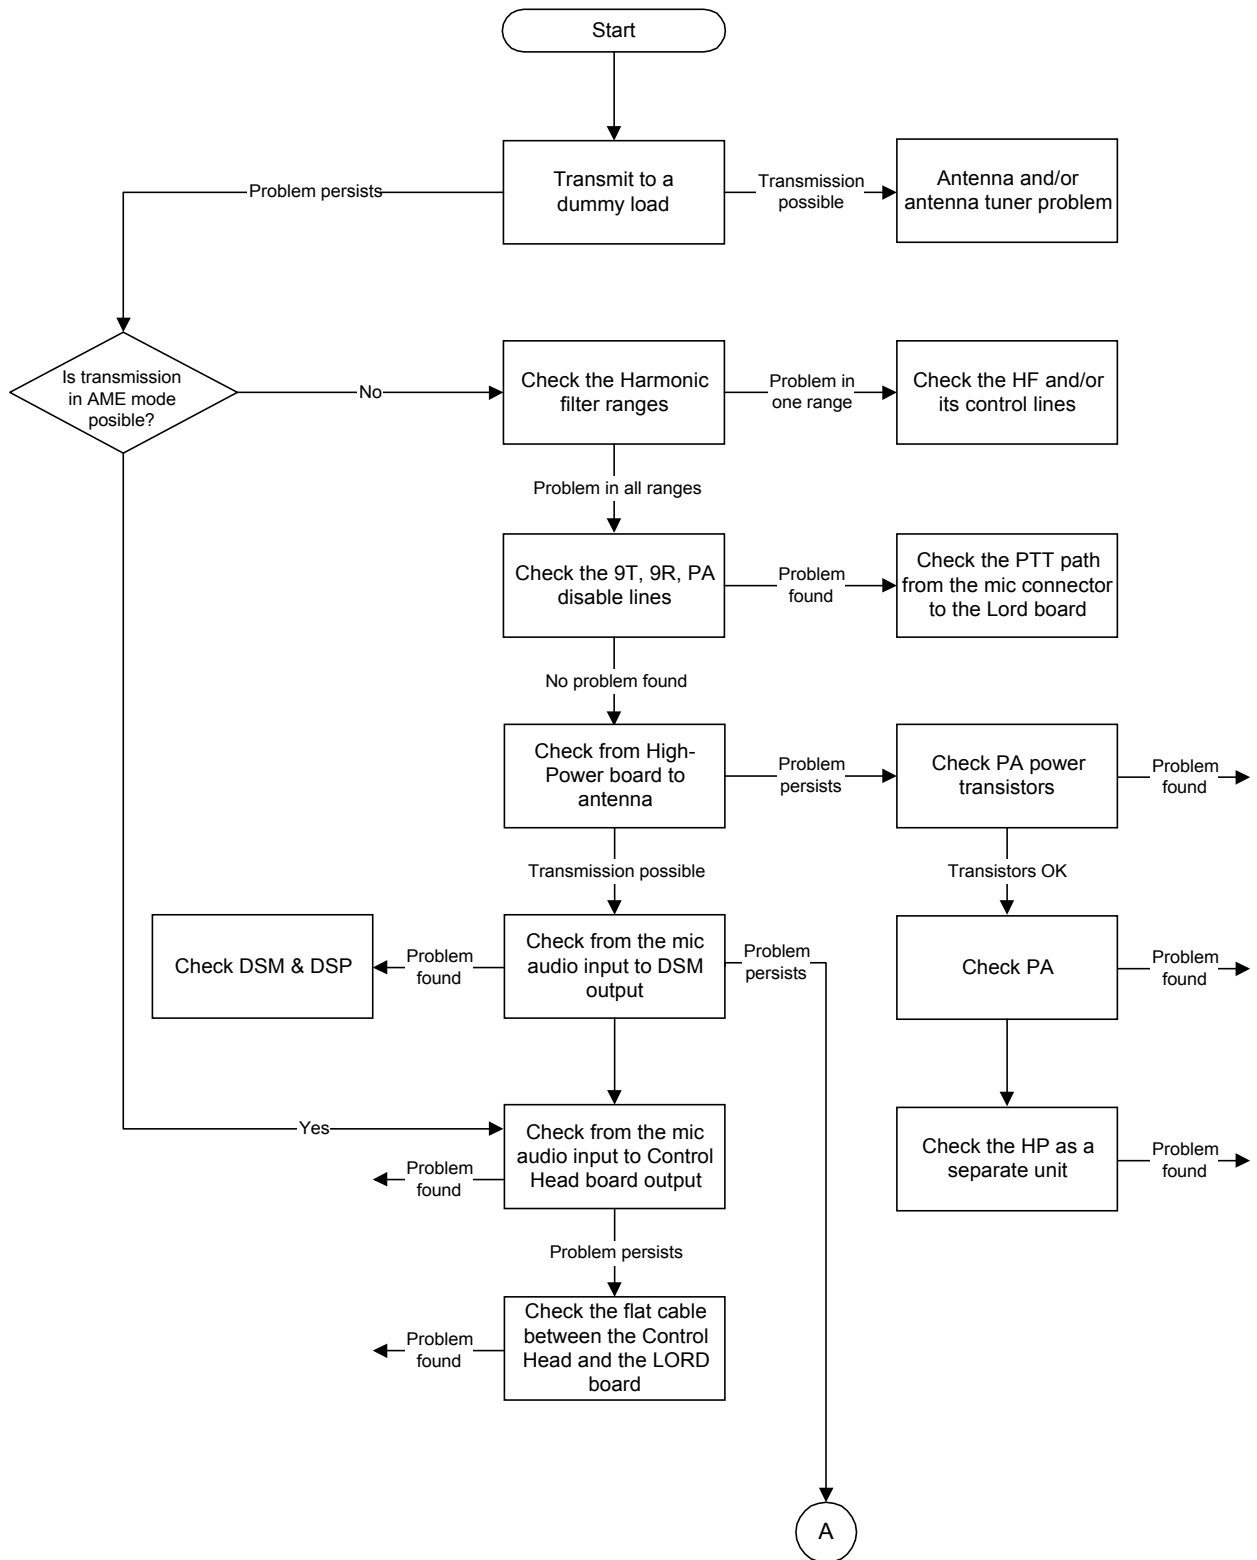 Start
Transmit to a
dummy load
Problem persists
Transmission
possible
Antenna and/or
antenna tuner problem
Is transmission
in AME mode
posible?
No
Check the Harmonic
filter ranges
Problem in
one range
Check the HF and/or
its control lines
Problem in all ranges
Check the 9T, 9R, PA
disable lines
Problem
found
Check the PTT path
from the mic connector
to the Lord board
No problem found
Check from High-
Power board to
antenna
Problem
persists
Check PA power
transistors
Problem
found
Transmission possible
Transistors OK
Check DSM & DSP
Problem
found
Check from the mic
audio input to DSM
output
Problem
persists
Check PA
Problem
found
Yes
Check from the mic
audio input to Control
Head board output
Problem
found
Check the HP as a
separate unit
Problem
found
Problem persists
Check the flat cable
between the Control
Head and the LORD
board
Problem
found
A